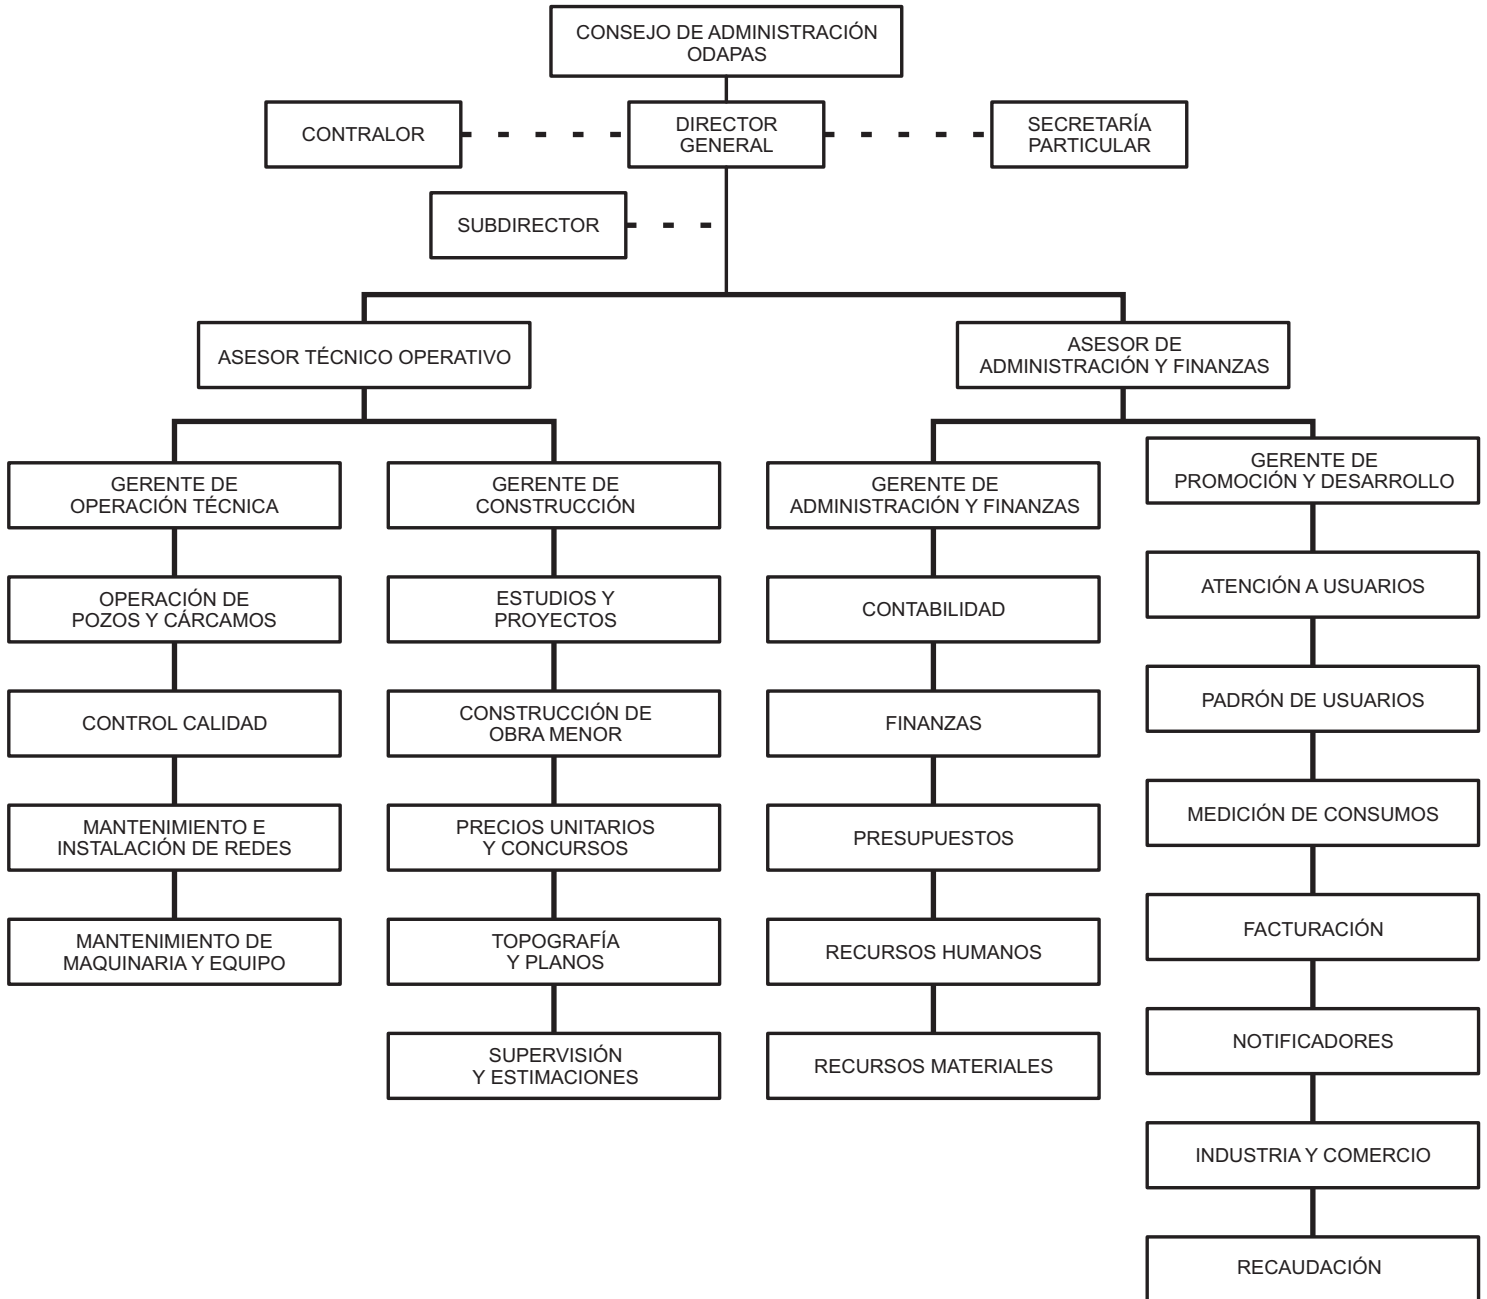 CONSEJO DE ADMINISTRACIÓN
ODAPAS
CONTRALOR
DIRECTOR
GENERAL
SECRETARÍA
PARTICULAR
SUBDIRECTOR
ASESOR TÉCNICO OPERATIVO
ASESOR DE
ADMINISTRACIÓN Y FINANZAS
GERENTE DE
OPERACIÓN TÉCNICA
OPERACIÓN DE
POZOS Y CÁRCAMOS
CONTROL CALIDAD
MANTENIMIENTO E
INSTALACIÓN DE REDES
MANTENIMIENTO DE
MAQUINARIA Y EQUIPO
GERENTE DE
CONSTRUCCIÓN
ESTUDIOS Y
PROYECTOS
CONSTRUCCIÓN DE
OBRA MENOR
PRECIOS UNITARIOS
Y CONCURSOS
TOPOGRAFÍA
Y PLANOS
SUPERVISIÓN
Y ESTIMACIONES
GERENTE DE
ADMINISTRACIÓN Y FINANZAS
CONTABILIDAD
FINANZAS
PRESUPUESTOS
RECURSOS HUMANOS
RECURSOS MATERIALES
GERENTE DE
PROMOCIÓN Y DESARROLLO
ATENCIÓN A USUARIOS
PADRÓN DE USUARIOS
MEDICIÓN DE CONSUMOS
FACTURACIÓN
NOTIFICADORES
INDUSTRIA Y COMERCIO
RECAUDACIÓN